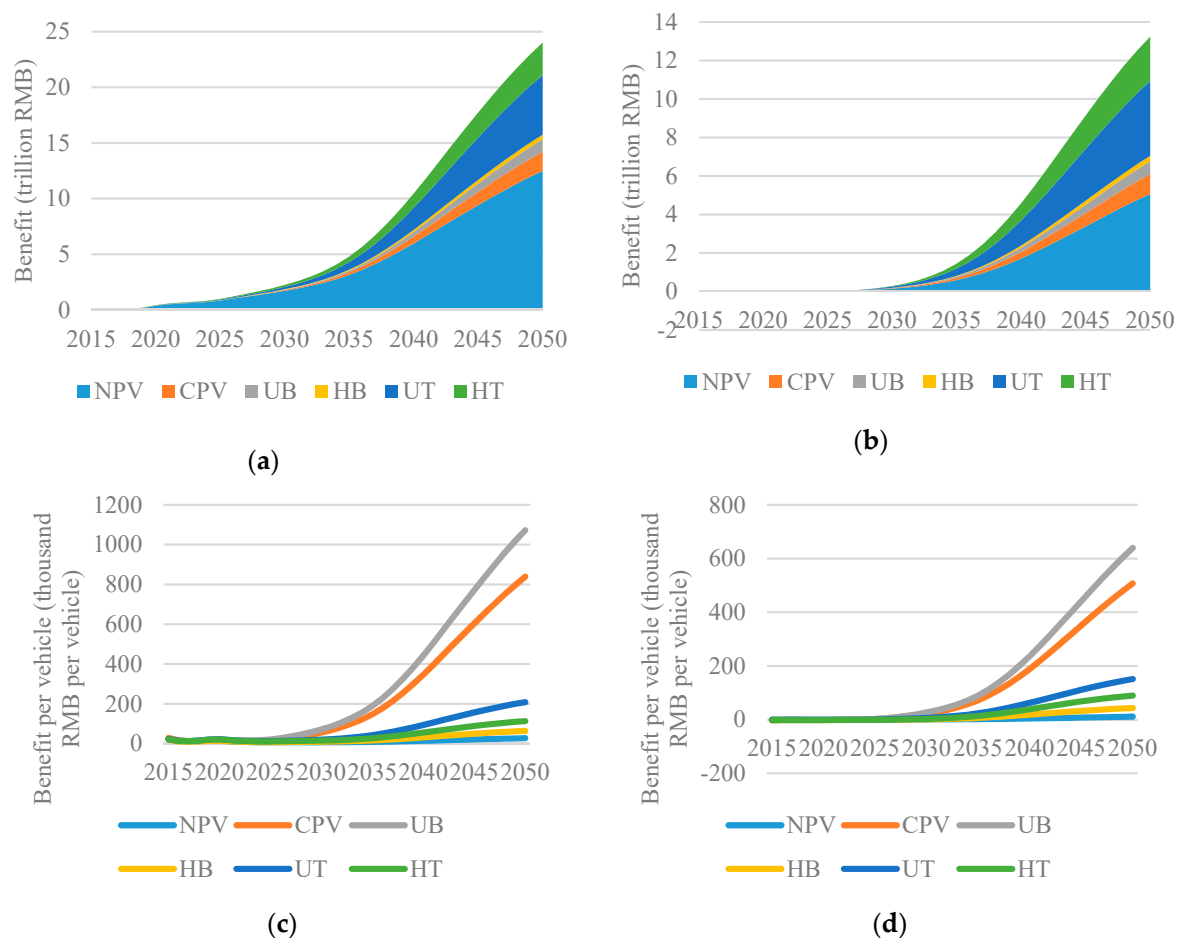 Benefit (trillion RMB)
25
20
15
10
5
0
2015 2020 2025 2030 2035 2040 2045 2050
NPV CPV UB HB UT HT
(a)
Benefit (trillion RMB)
14
12
10
8
6
4
2
0
-2
2015 2020 2025 2030 2035 2040 2045 2050
NPV CPV UB HB UT HT
(b)
Benefit per vehicle (thousand
RMB per vehicle)
1200
1000
800
600
400
200
0
2015 2020 2025 2030 2035 2040 2045 2050
NPV CPV UB
HB UT HT
(c)
Benefit per vehicle (thousand
RMB per vehicle)
800
600
400
200
0
-200
2015 2020 2025 2030 2035 2040 2045 2050
NPV CPV UB
HB UT HT
(d)